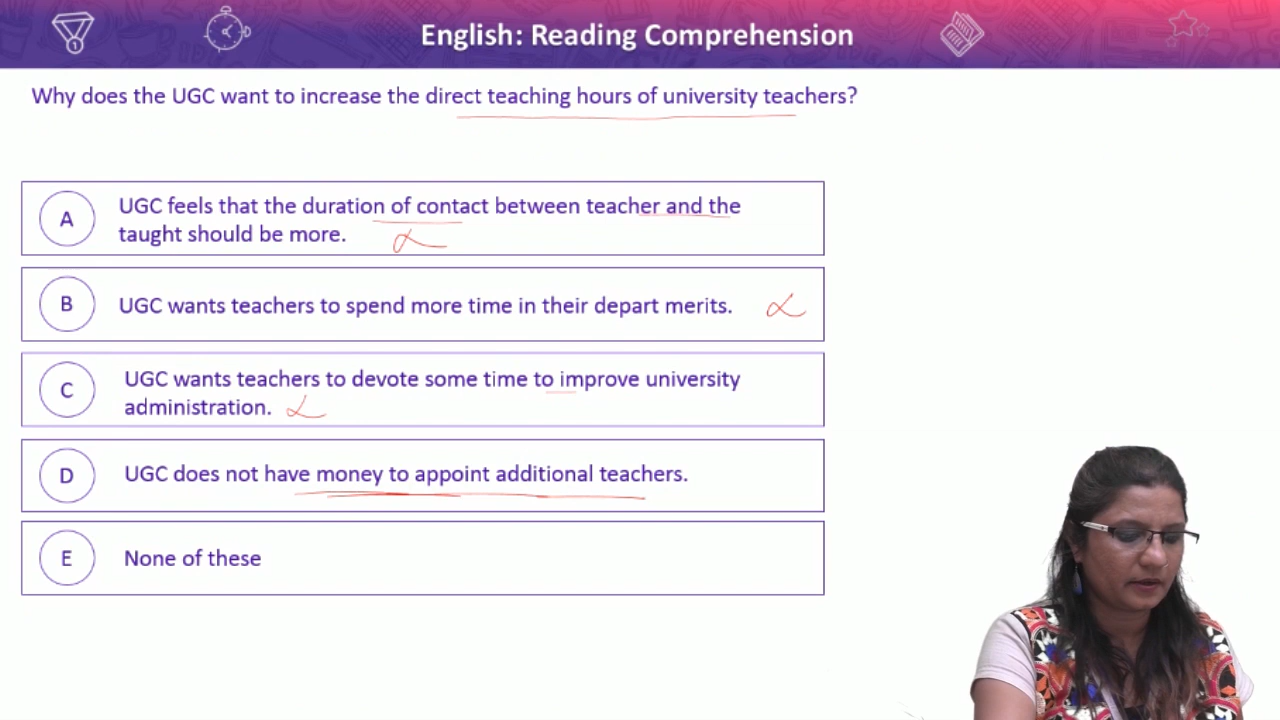 English: Reading Comprehension
Why does the UGC want to increase the direct teaching hours of university teachers?
A
UGC feels that the duration of contact between teacher and the
taught should be more.
B
UGC wants teachers to spend more time in their depart merits.
C
UGC wants teachers to devote some time to improve university
administration.
D
UGC does not have money to appoint additional teachers.
E
None of these